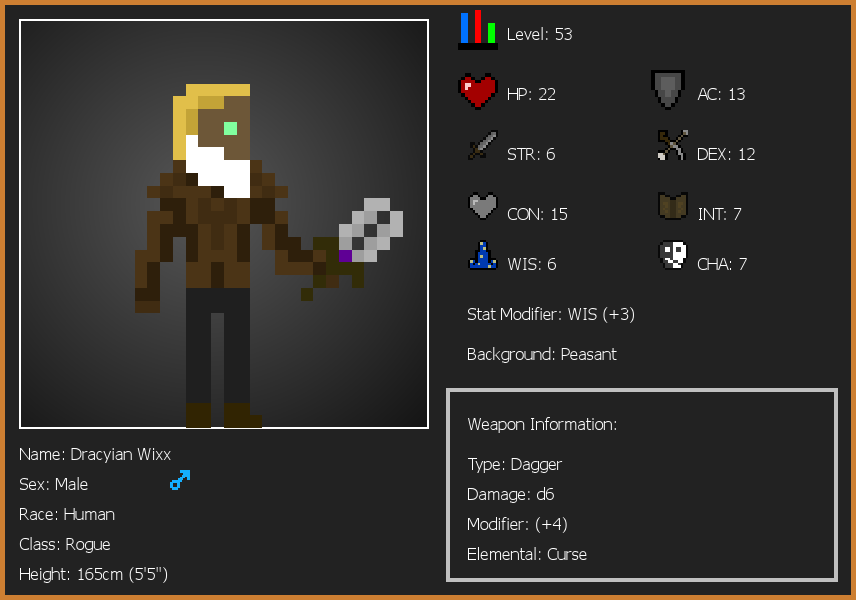 Level: 53
HP: 22
AC: 13
STR: 6
DEX: 12
CON: 15
INT: 7
WIS: 6
CHA: 7
Stat Modifier: WIS (+3)
Background: Peasant
Weapon Information:
Type: Dagger
Damage: d6
Modifier: (+4)
Elemental: Curse
Name: Dracyian Wixx
Sex: Male
Race: Human
Class: Rogue
Height: 165cm (5'5")